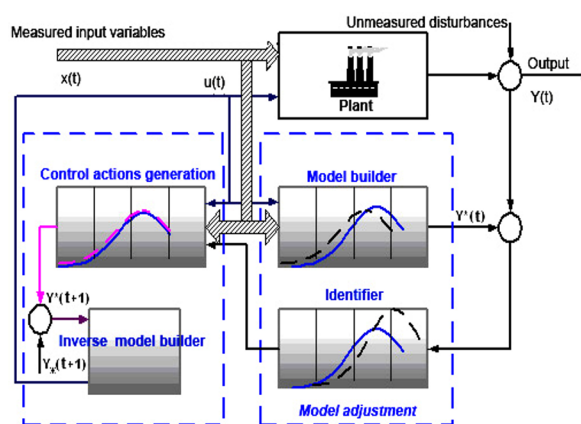 Unmeasured disturbances
Measured input variables
Output
x(t)
u(t)
Plant
Y(t)
Control actions generation
Model builder
Y'(t)
Identifier
Y'(t+1)
Inverse model builder
Y*(t+1)
Model adjustment